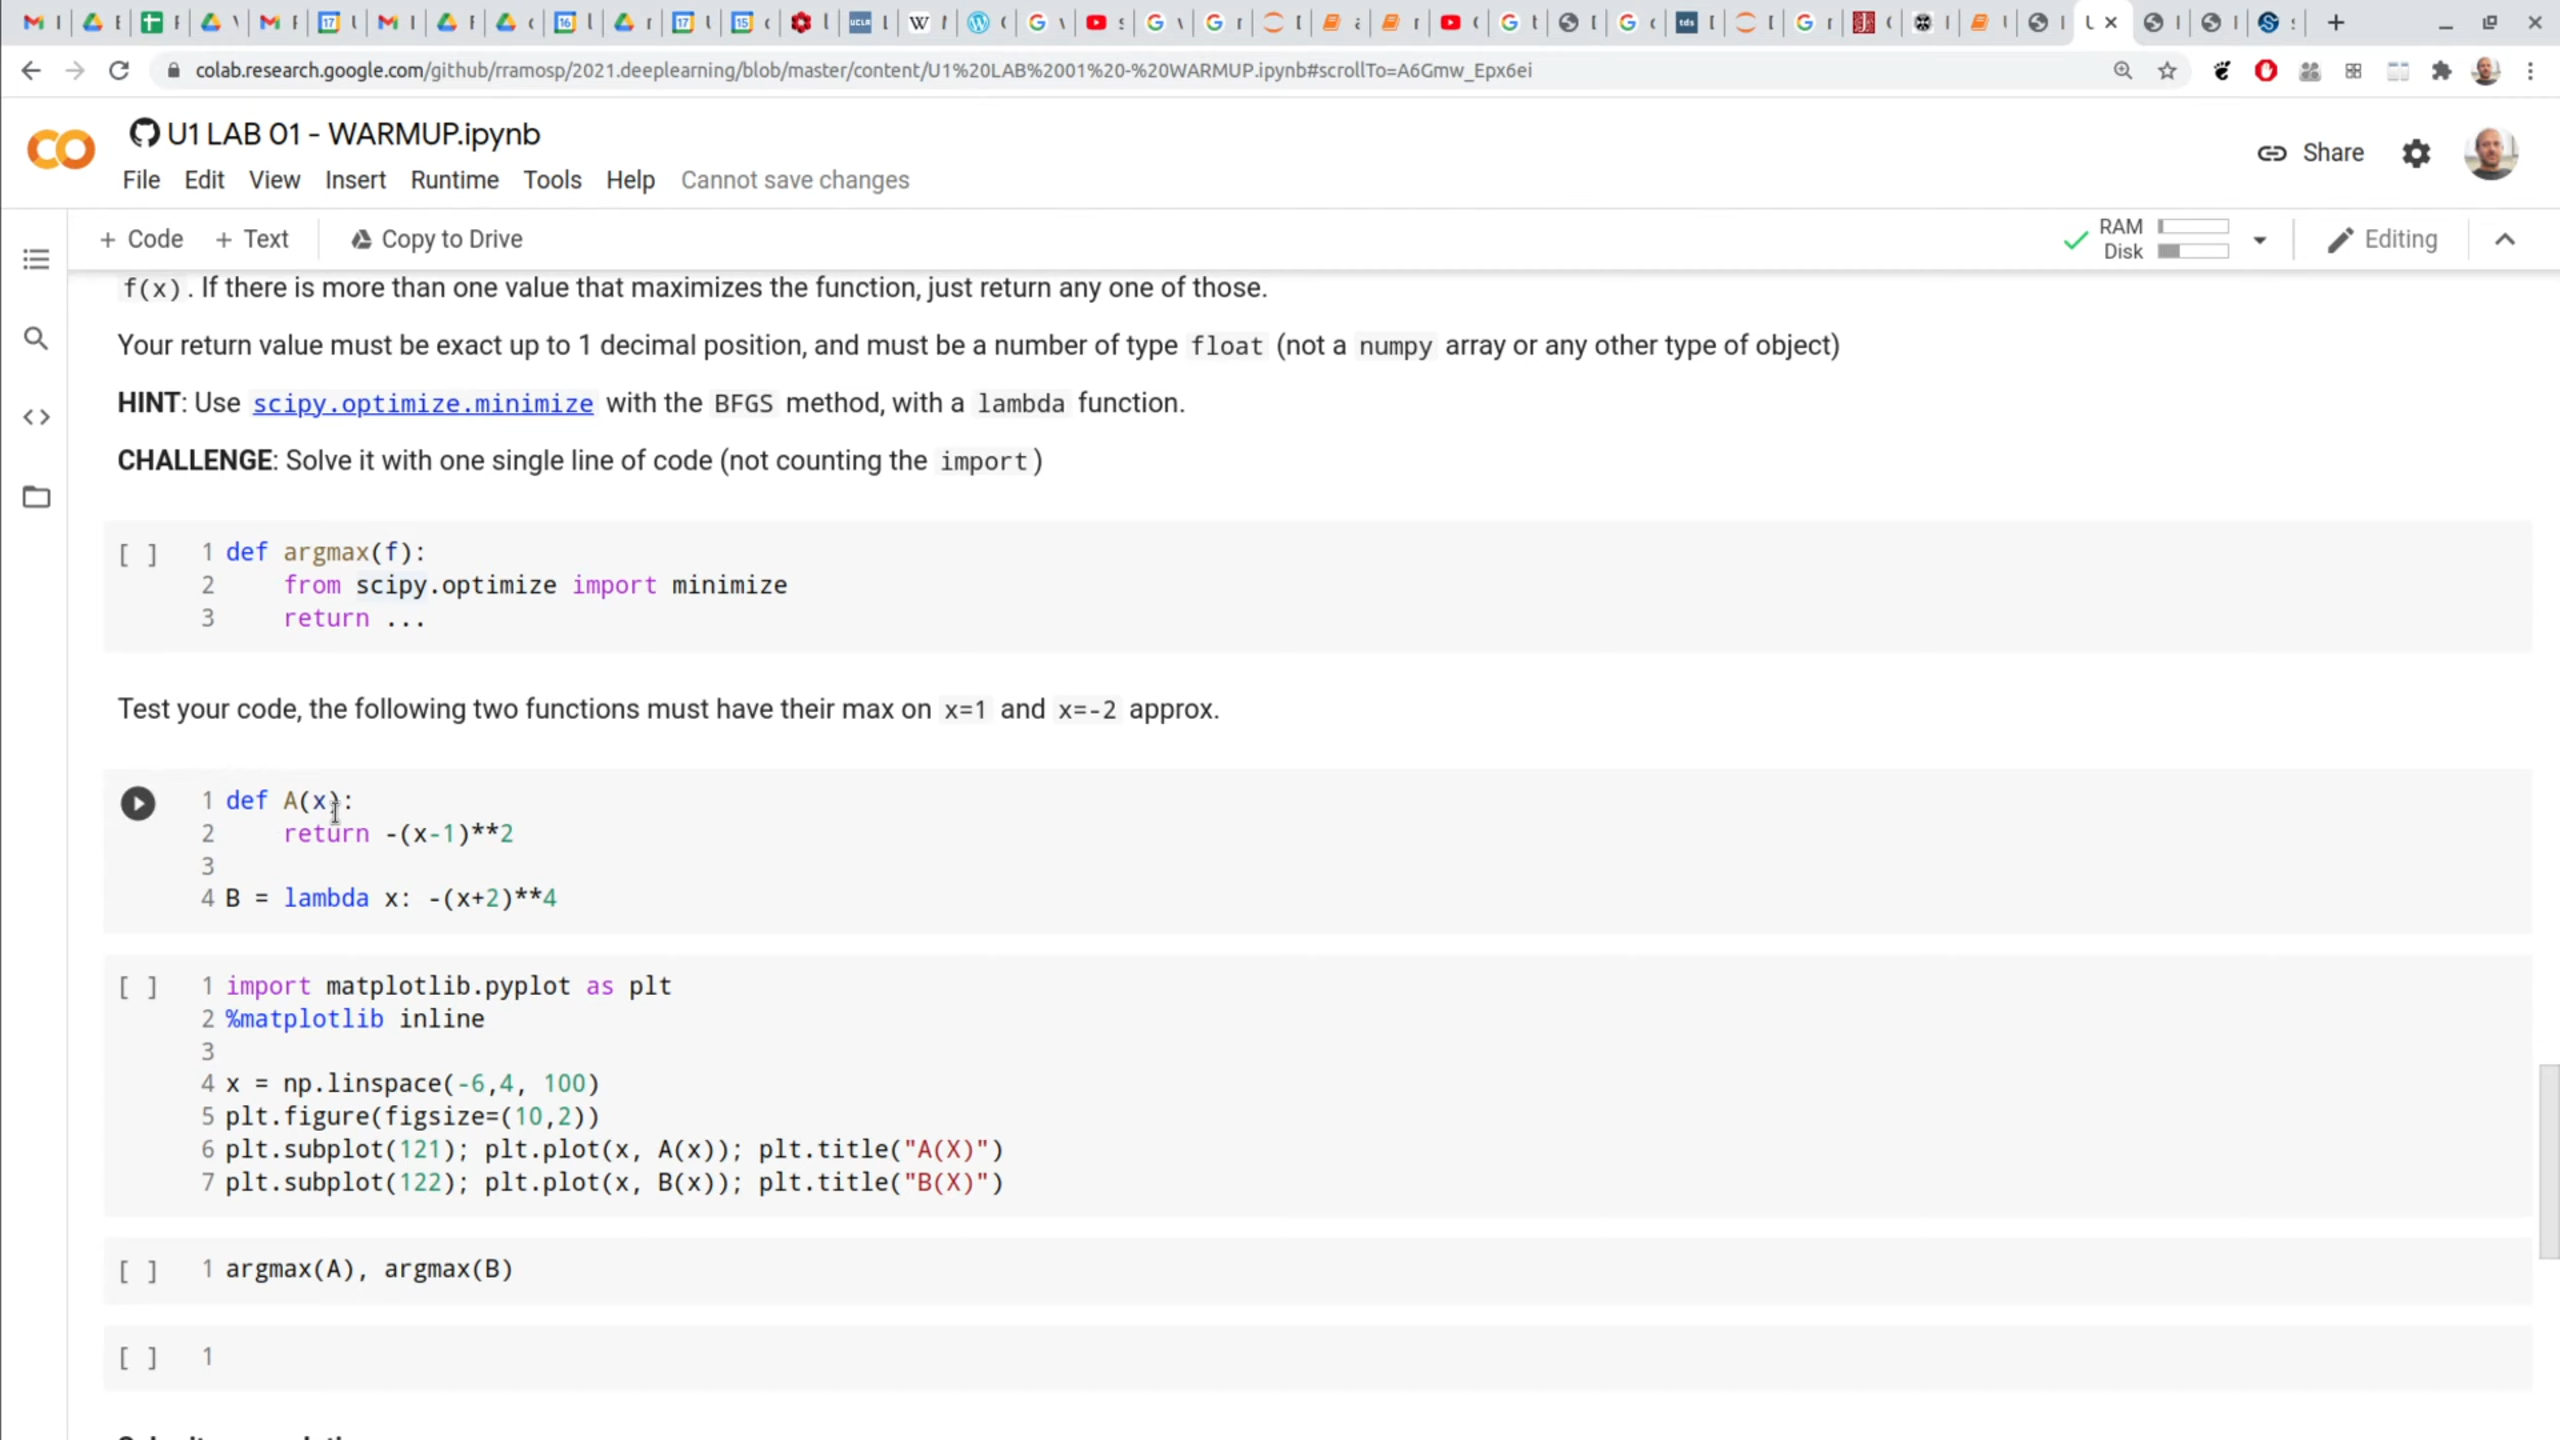 colab.research.google.com/github/rramosp/2021.deeplearning/blob/master/content/U1%20LAB%2001%20-%20WARMUP.ipynb#scrollTo=A6Gmw_Epx6ei
U1 LAB 01 - WARMUP.ipynb
Share
File Edit View Insert Runtime Tools Help Cannot save changes
+ Code + Text Copy to Drive
RAM
Disk
Editing
f(x). If there is more than one value that maximizes the function, just return any one of those.
Your return value must be exact up to 1 decimal position, and must be a number of type float (not a numpy array or any other type of object)
HINT: Use scipy.optimize.minimize with the BFGS method, with a lambda function.
CHALLENGE: Solve it with one single line of code (not counting the import)
[ ] 1 def argmax(f):
2     from scipy.optimize import minimize
3     return ...
Test your code, the following two functions must have their max on x=1 and x=-2 approx.
1 def A(x):
2     return -(x-1)**2
3
4 B = lambda x: -(x+2)**4
[ ] 1 import matplotlib.pyplot as plt
2 %matplotlib inline
3
4 x = np.linspace(-6,4, 100)
5 plt.figure(figsize=(10,2))
6 plt.subplot(121); plt.plot(x, A(x)); plt.title("A(X)")
7 plt.subplot(122); plt.plot(x, B(x)); plt.title("B(X)")
[ ] 1 argmax(A), argmax(B)
[ ] 1